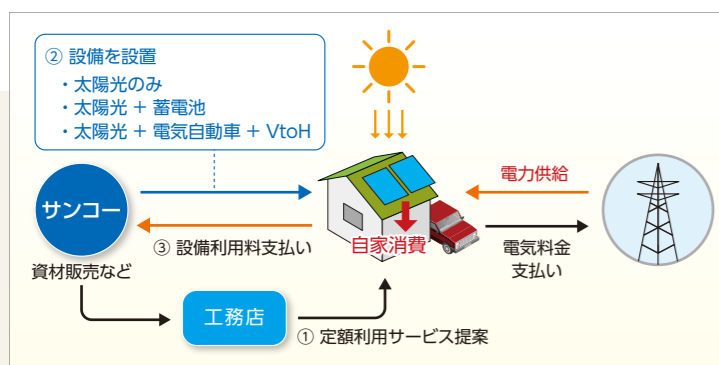 ② 設備を設置
・太陽光のみ
・太陽光 + 蓄電池
・太陽光 + 電気自動車 + VtoH
サンコー
資材販売など
③ 設備利用料支払い
自家消費
電力供給
電気料金
支払い
工務店
① 定額利用サービス提案